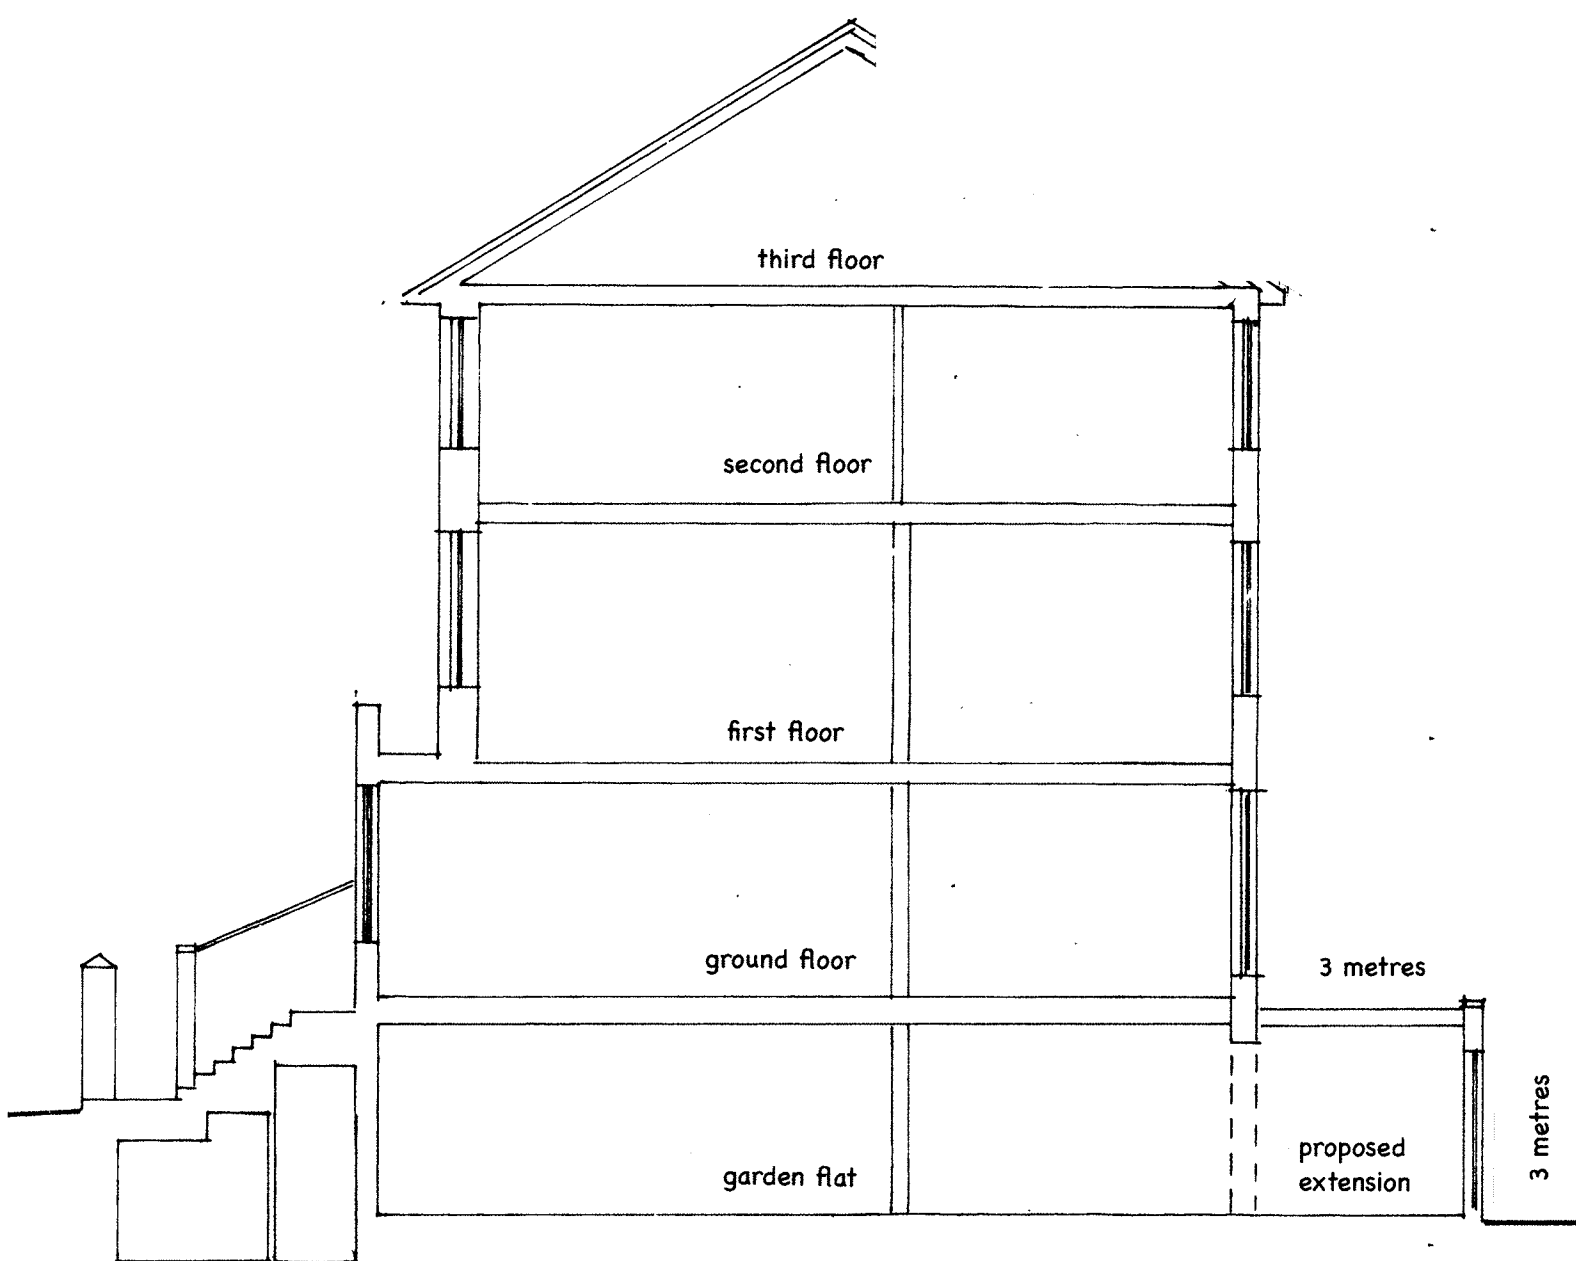 third floor
second floor
first floor
ground floor
3 metres
3 metres
proposed
extension
garden flat